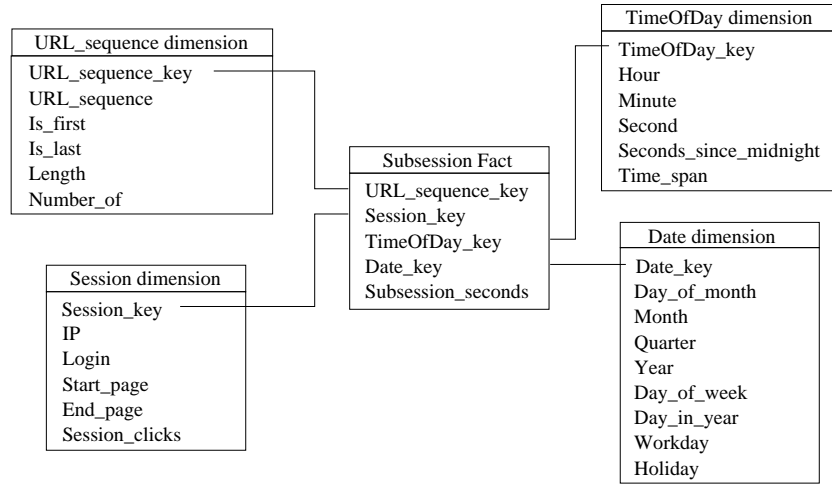 URL_sequence dimension
URL_sequence_key
URL_sequence
Is_first
Is_last
Length
Number_of
Session dimension
Session_key
IP
Login
Start_page
End_page
Session_clicks
Subsession Fact
URL_sequence_key
Session_key
TimeOfDay_key
Date_key
Subsession_seconds
TimeOfDay dimension
TimeOfDay_key
Hour
Minute
Second
Seconds_since_midnight
Time_span
Date dimension
Date_key
Day_of_month
Month
Quarter
Year
Day_of_week
Day_in_year
Workday
Holiday